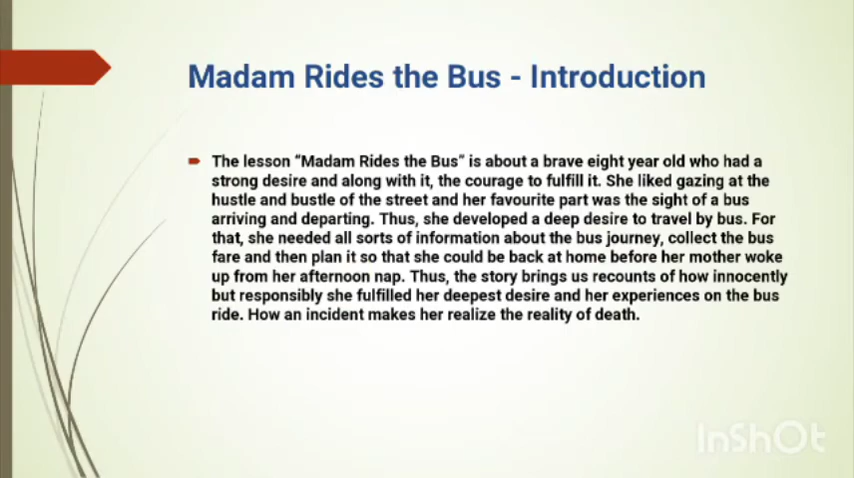 Madam Rides the Bus - Introduction
The lesson “Madam Rides the Bus” is about a brave eight year old who had a
strong desire and along with it, the courage to fulfill it. She liked gazing at the
hustle and bustle of the street and her favourite part was the sight of a bus
arriving and departing. Thus, she developed a deep desire to travel by bus. For
that, she needed all sorts of information about the bus journey, collect the bus
fare and then plan it so that she could be back at home before her mother woke
up from her afternoon nap. Thus, the story brings us recounts of how innocently
but responsibly she fulfilled her deepest desire and her experiences on the bus
ride. How an incident makes her realize the reality of death.
InShOt